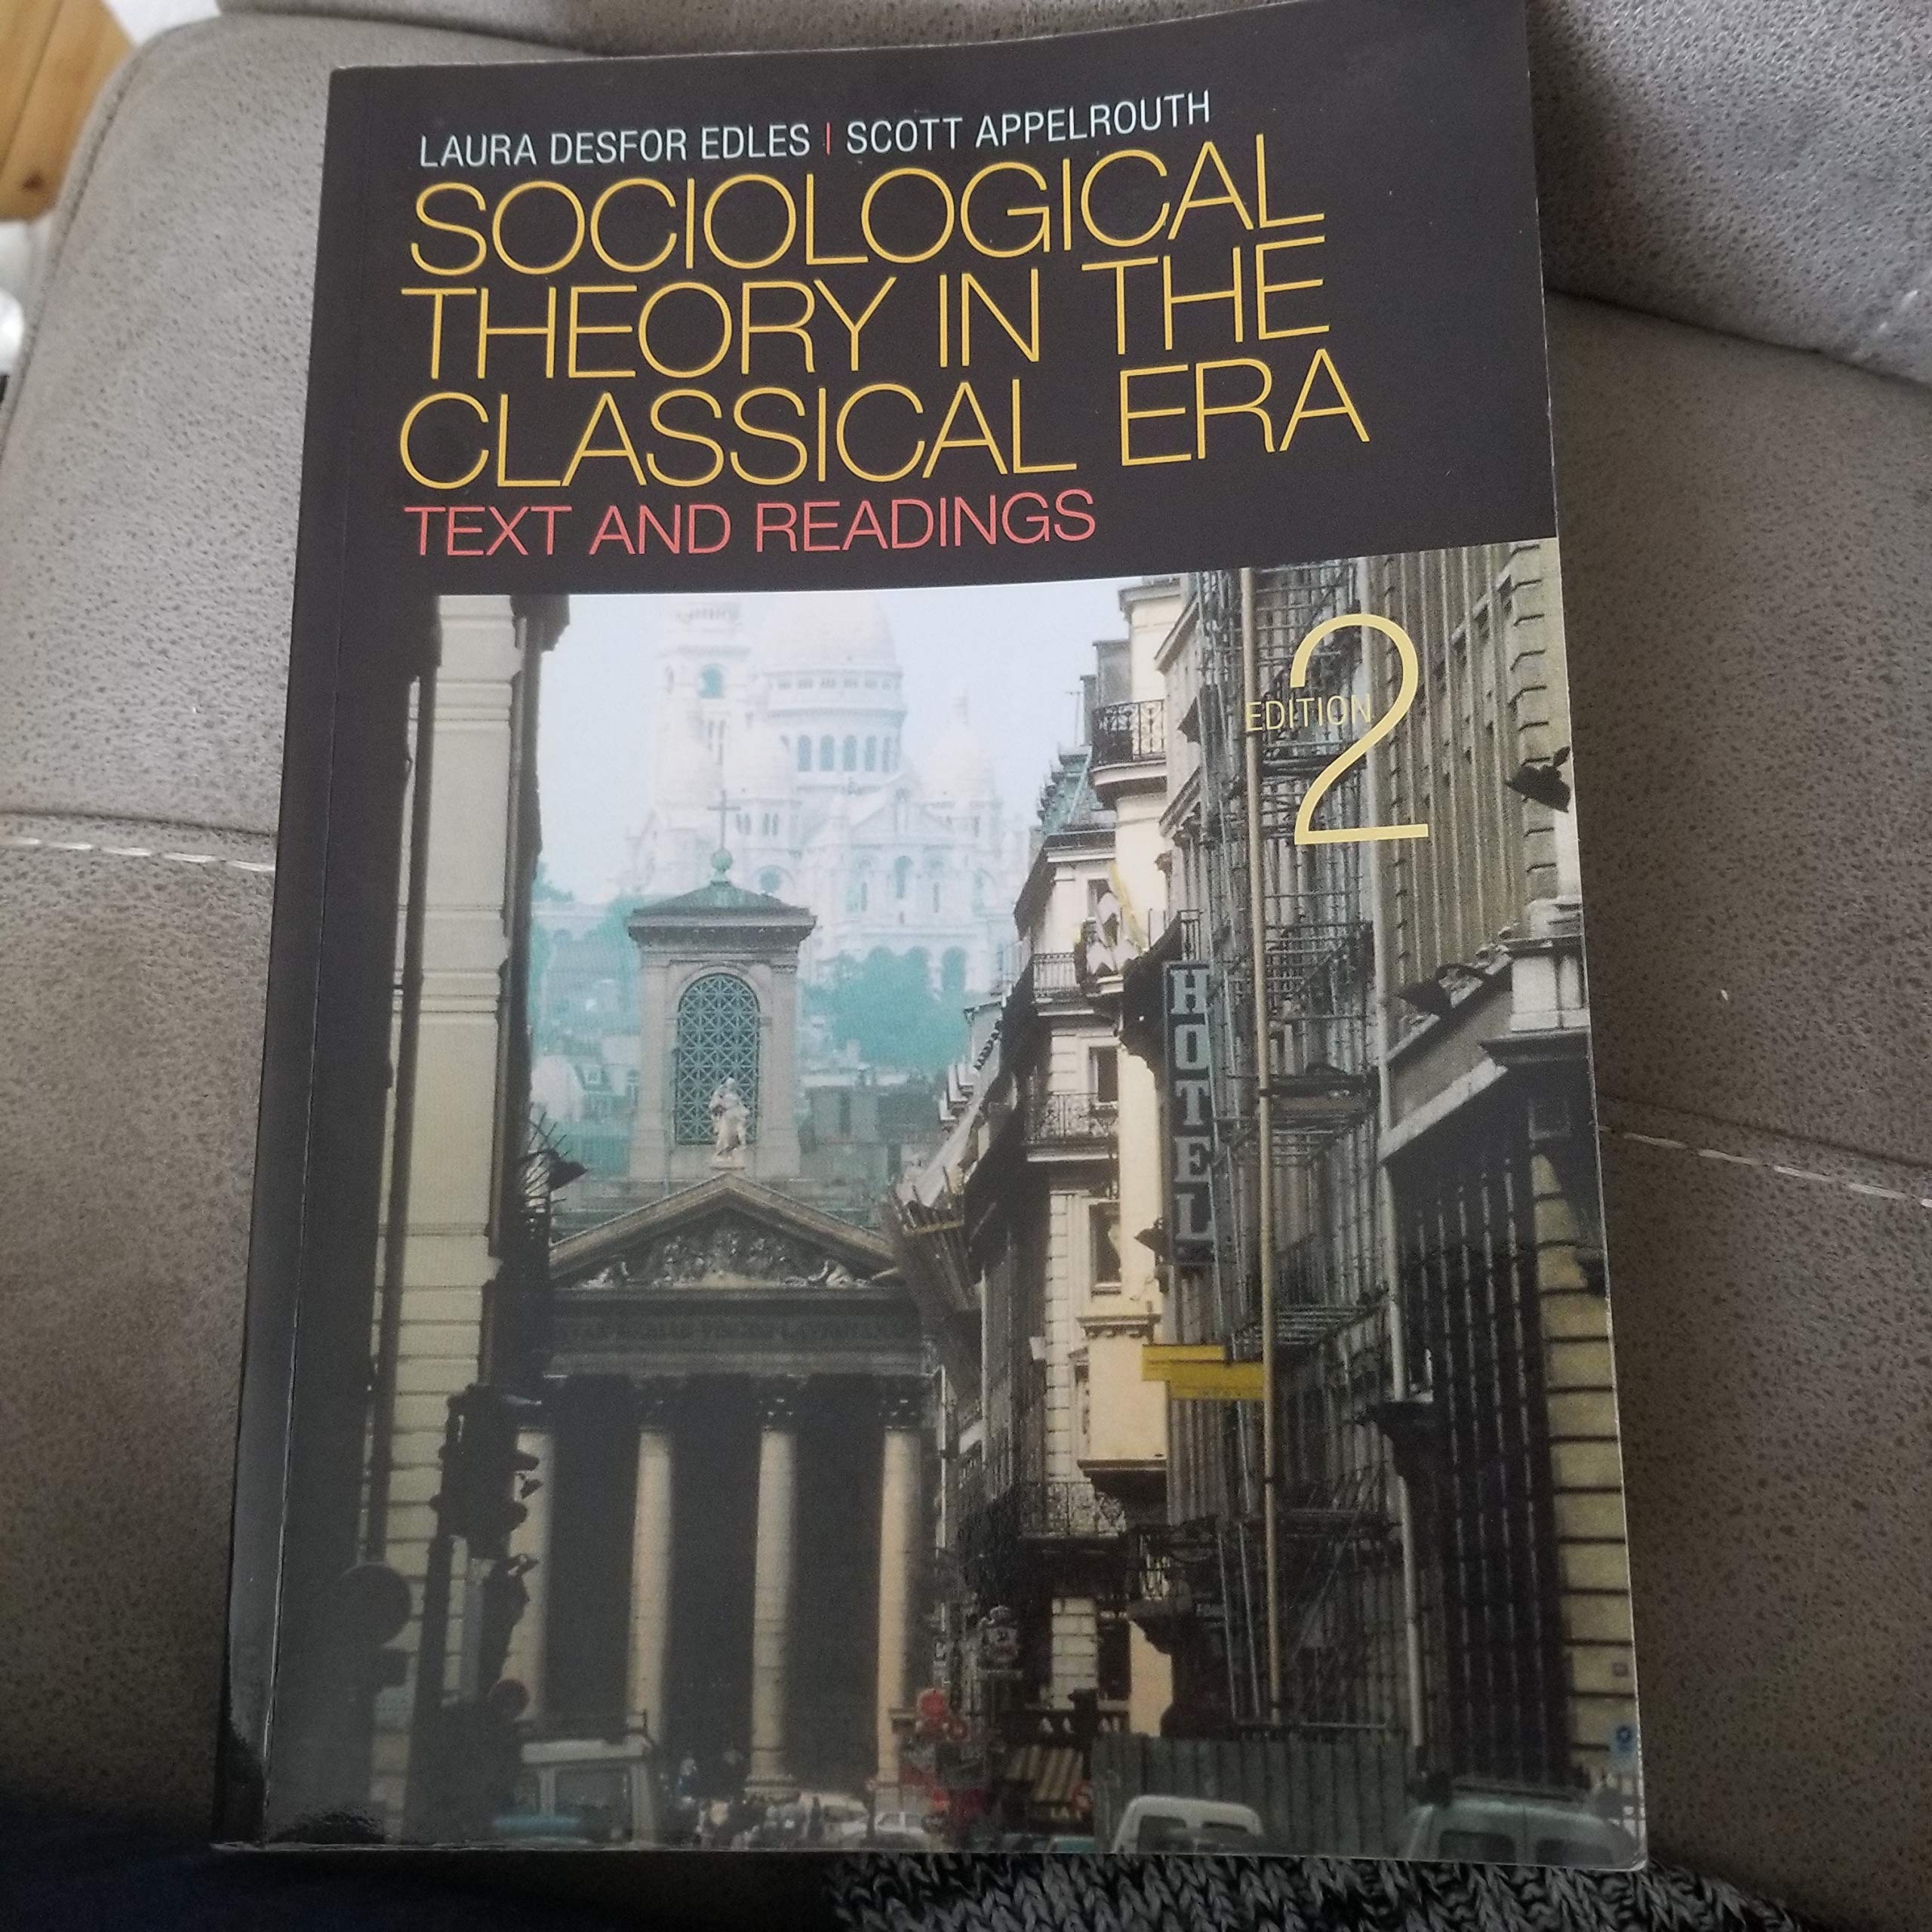 LAURA DESFOR EDLES | SCOTT APPELROUTH
SOCIOLOGICAL
THEORY IN THE
CLASSICAL ERA
TEXT AND READINGS
EDITION 2
HOTEL